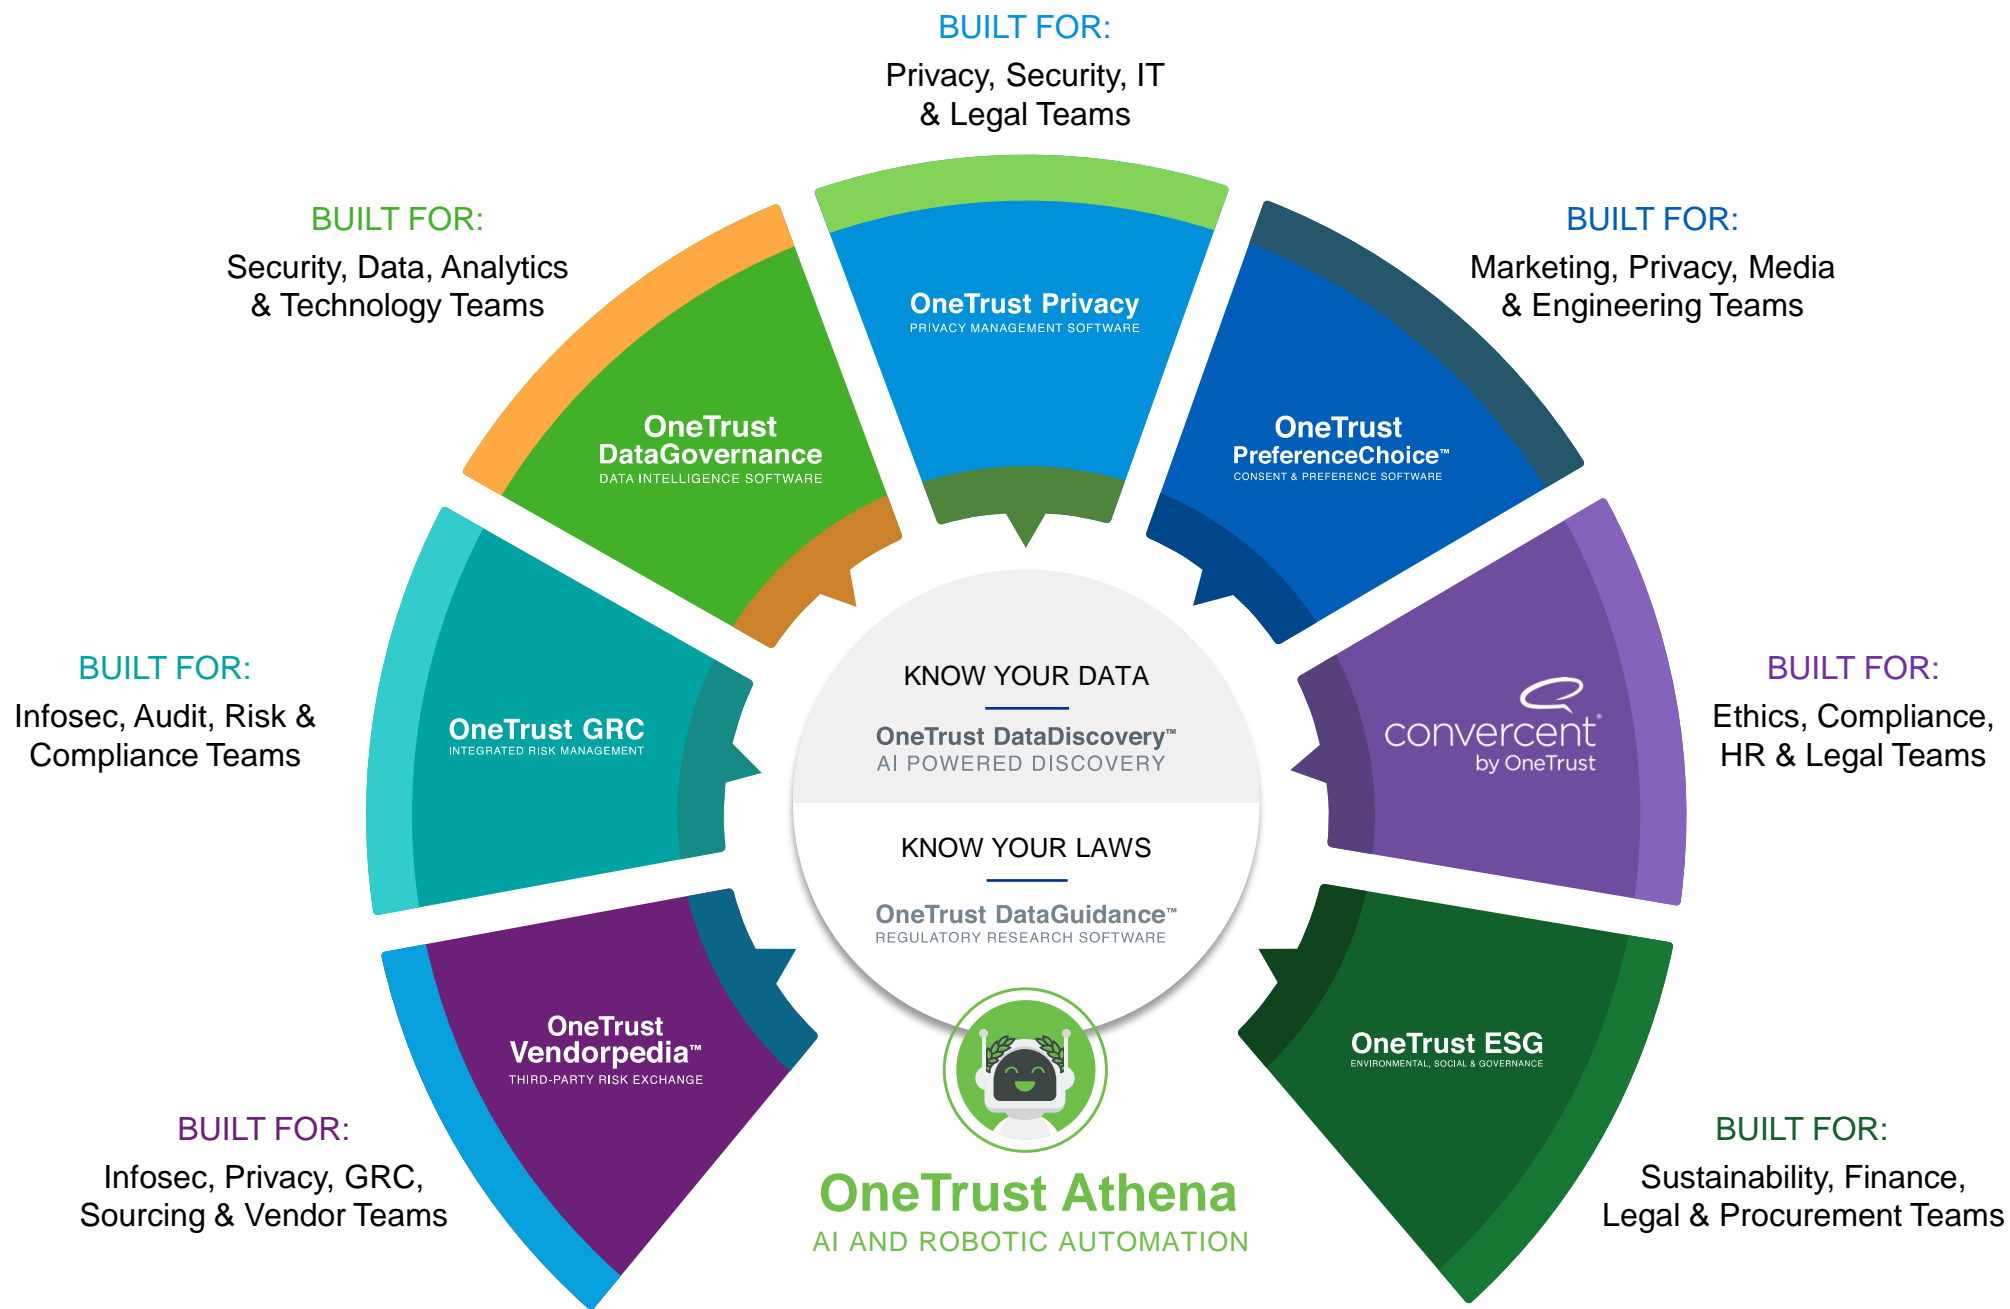 BUILT FOR:
Privacy, Security, IT
& Legal Teams
BUILT FOR:
Security, Data, Analytics
& Technology Teams
BUILT FOR:
Marketing, Privacy, Media
& Engineering Teams
OneTrust Privacy
PRIVACY MANAGEMENT SOFTWARE
OneTrust
DataGovernance
DATA INTELLIGENCE SOFTWARE
OneTrust
PreferenceChoice™
CONSENT & PREFERENCE SOFTWARE
BUILT FOR:
Infosec, Audit, Risk &
Compliance Teams
OneTrust GRC
INTEGRATED RISK MANAGEMENT
KNOW YOUR DATA
OneTrust DataDiscovery™
AI POWERED DISCOVERY
KNOW YOUR LAWS
OneTrust DataGuidance™
REGULATORY RESEARCH SOFTWARE
convercent®
by OneTrust
BUILT FOR:
Ethics, Compliance,
HR & Legal Teams
OneTrust
Vendorpedia™
THIRD-PARTY RISK EXCHANGE
OneTrust ESG
ENVIRONMENTAL, SOCIAL & GOVERNANCE
BUILT FOR:
Infosec, Privacy, GRC,
Sourcing & Vendor Teams
OneTrust Athena
AI AND ROBOTIC AUTOMATION
BUILT FOR:
Sustainability, Finance,
Legal & Procurement Teams